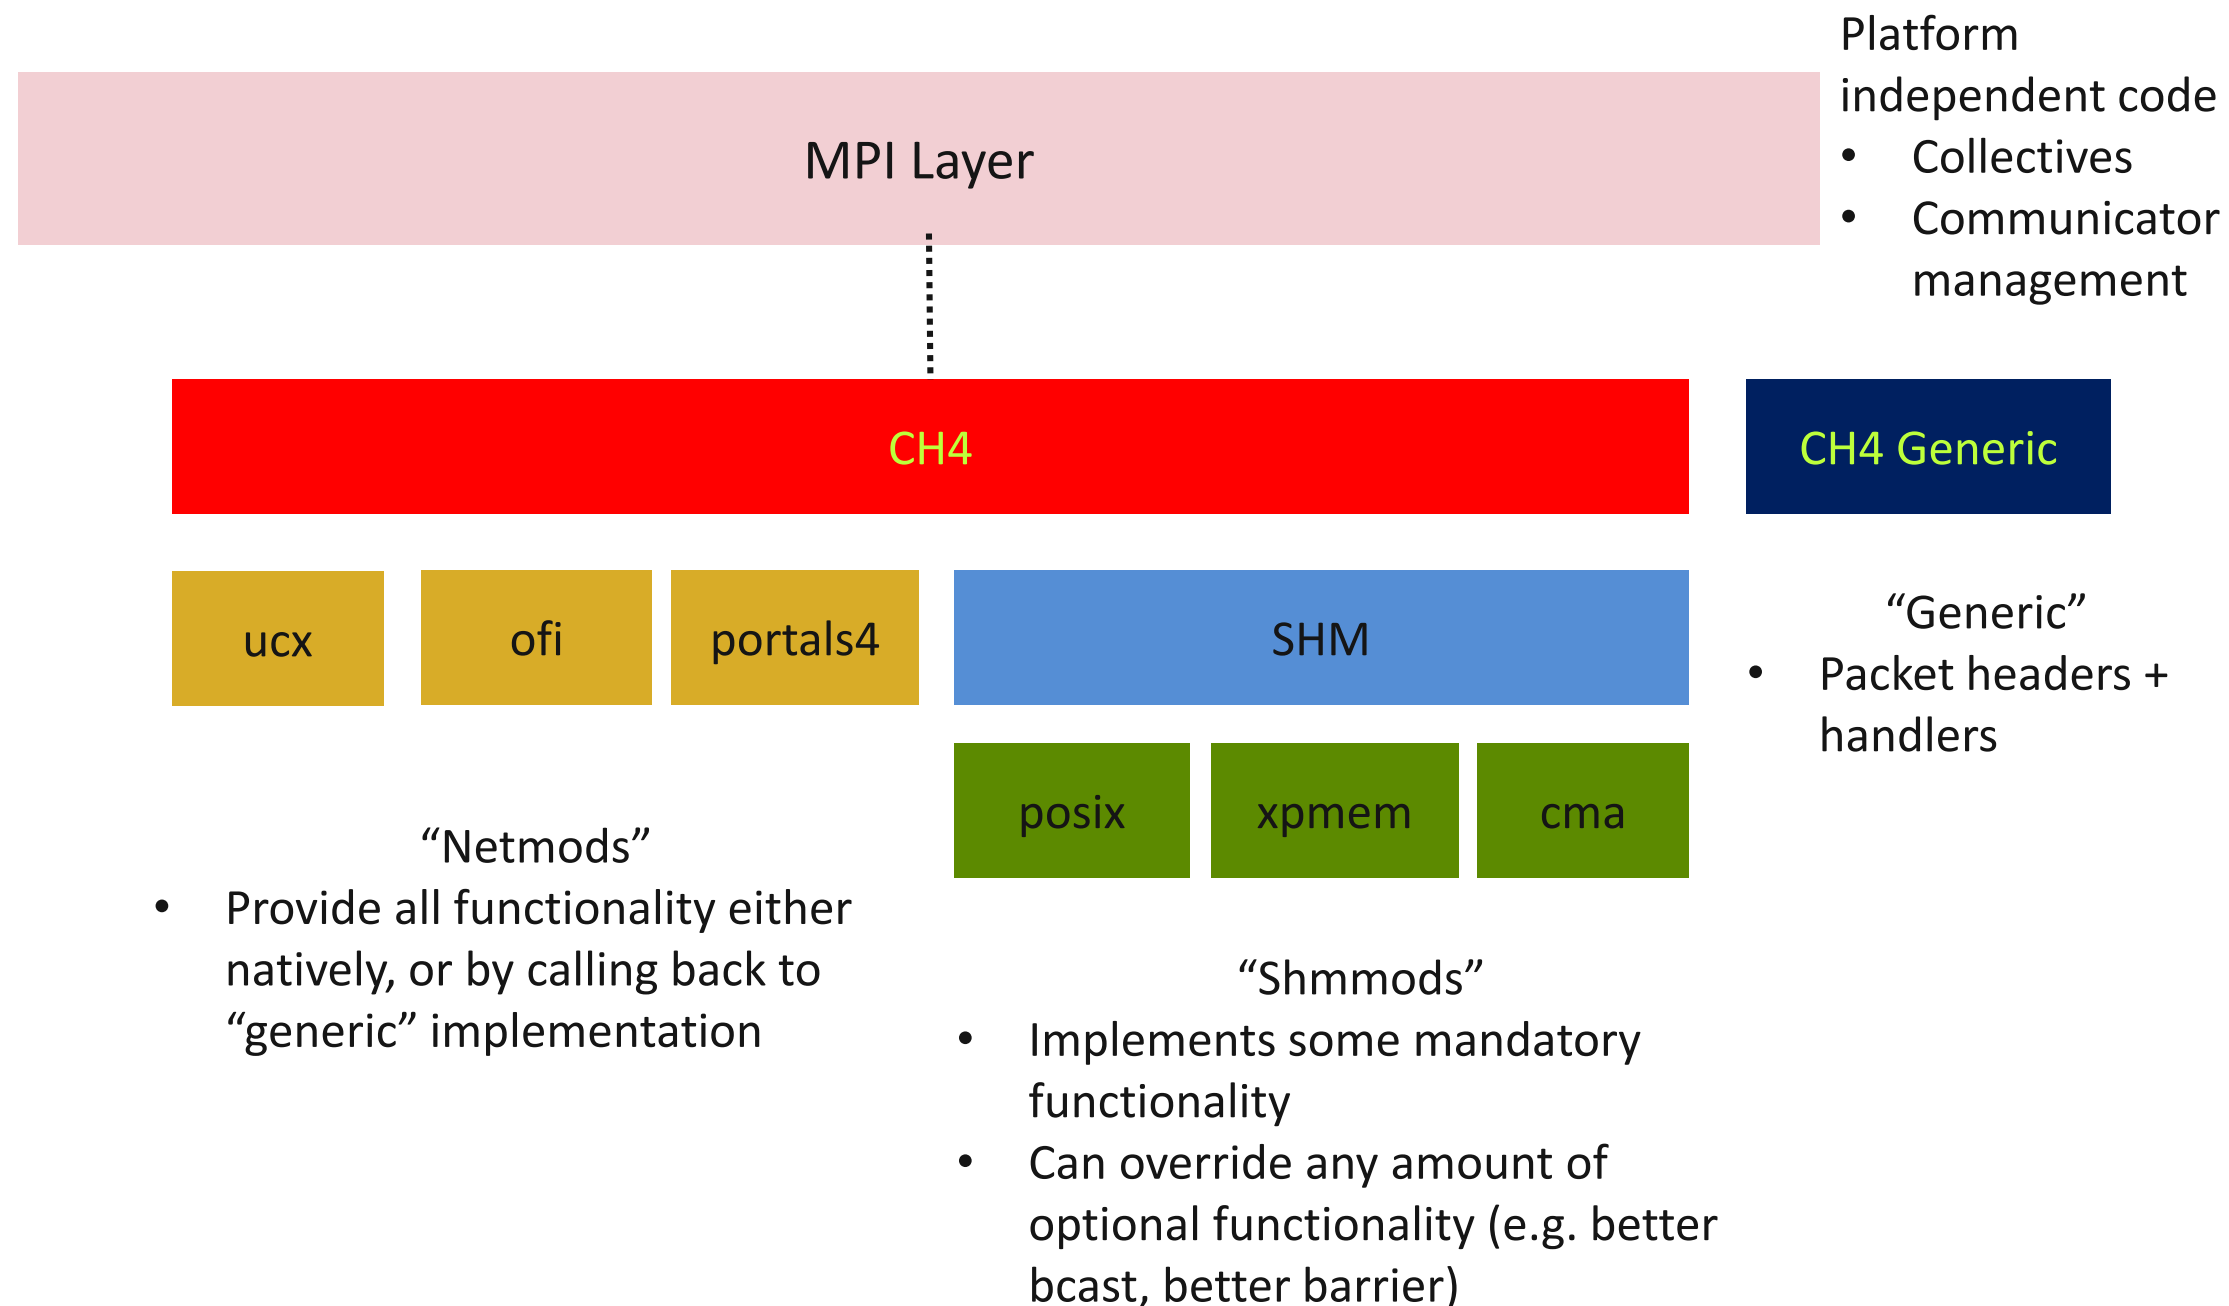 Platform
independent code
• Collectives
• Communicator
management
MPI Layer
CH4
CH4 Generic
ucx
ofi
portals4
SHM
“Generic”
• Packet headers +
handlers
posix
xpmem
cma
“Netmods”
• Provide all functionality either
natively, or by calling back to
“generic” implementation
“Shmmods”
• Implements some mandatory
functionality
• Can override any amount of
optional functionality (e.g. better
bcast, better barrier)